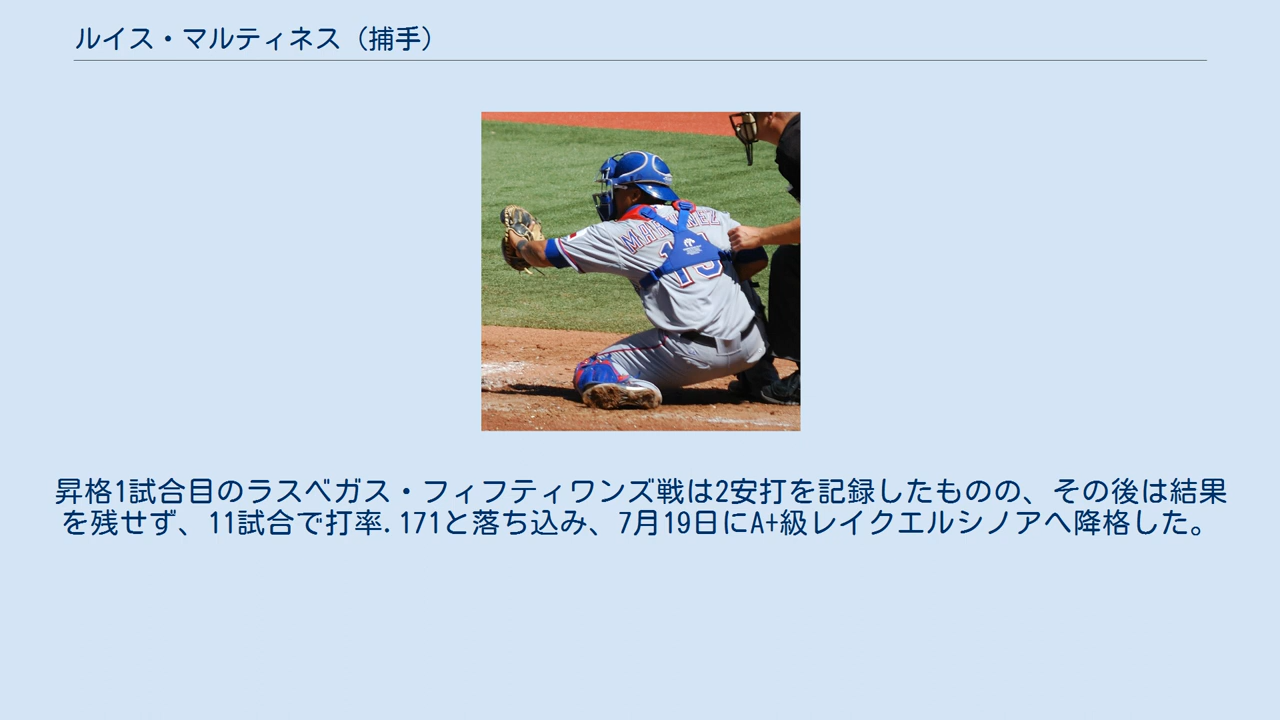 ルイス・マルティネス（捕手）
昇格1試合目のラスベガス・フィフティワンズ戦は2安打を記録したものの、その後は結果
を残せず、11試合で打率.171と落ち込み、7月19日にA+級レイクエルシノアへ降格した。